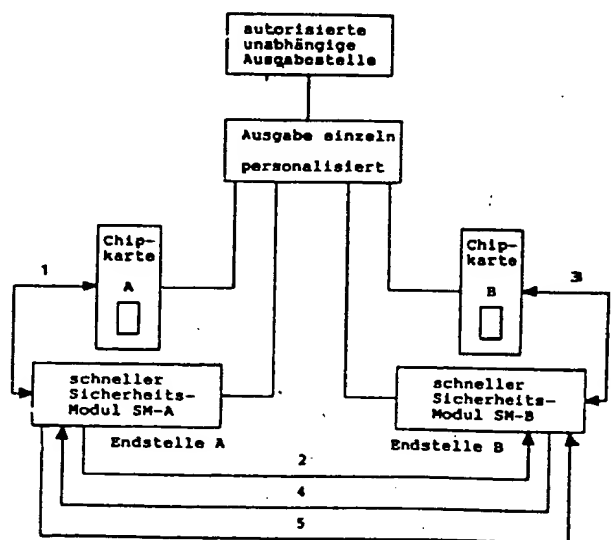 autorisierte
unabhängige
Ausgabestelle
Ausgabe einzeln
personalisiert
Chip-
karte
A
Chip-
karte
B
1
3
schneller
Sicherheits-
Modul SM-A
schneller
Sicherheits-
Modul SM-B
Endstelle A
Endstelle B
2
4
5